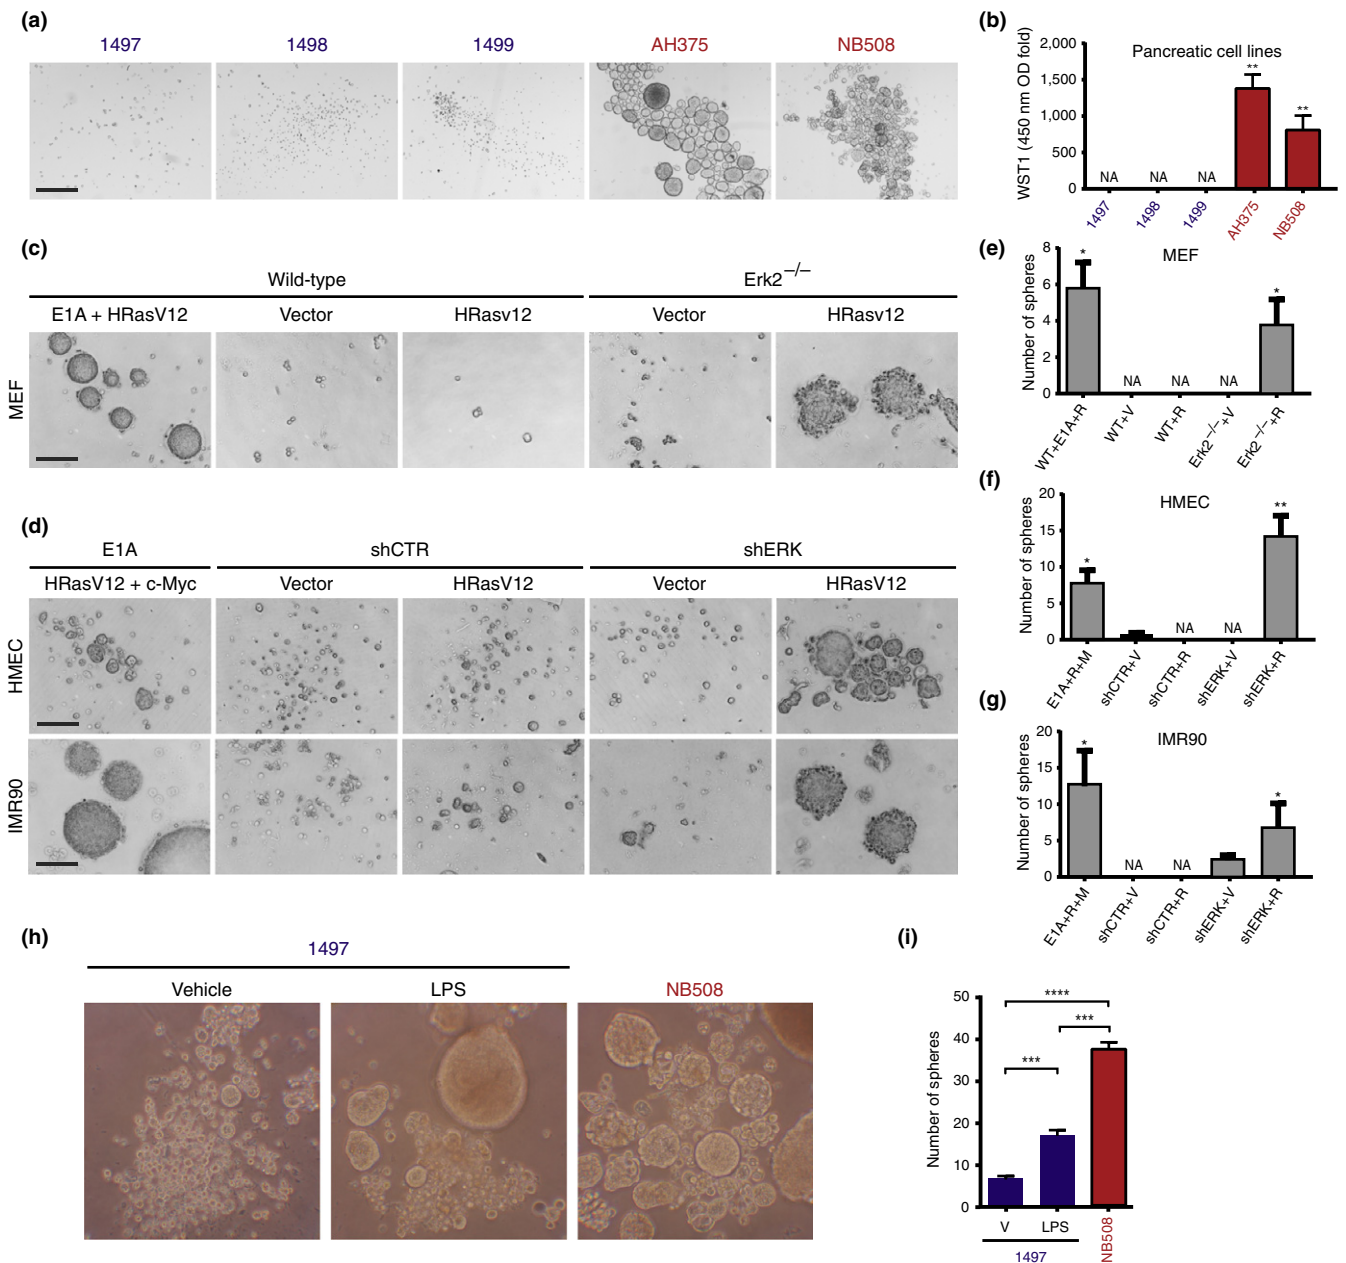 (a)
1497 1498 1499 AH375 NB508
(b)
Pancreatic cell lines
WST1 (450 nm OD fold)
2,000
1,500
1,000
500
0
NA NA NA ** **
1497 1498 1499 AH375 NB508
(c)
Wild-type Erk2−/−
E1A + HRasV12 Vector HRasv12 Vector HRasv12
MEF
(e)
MEF
Number of spheres
8
6
4
2
0
* NA NA NA *
WT+E1A+R WT+V WT+R Erk2−/−+V Erk2−/−+R
(d)
E1A shCTR shERK
HRasV12 + c-Myc Vector HRasV12 Vector HRasV12
HMEC
IMR90
(f)
HMEC
Number of spheres
20
15
10
5
0
* NA NA **
E1A+R+M shCTR+V shCTR+R shERK+V shERK+R
(g)
IMR90
Number of spheres
20
15
10
5
0
* NA NA *
E1A+R+M shCTR+V shCTR+R shERK+V shERK+R
(h)
1497
Vehicle LPS NB508
(i)
Number of spheres
50
40
30
20
10
0
****
***
***
V LPS NB508
1497